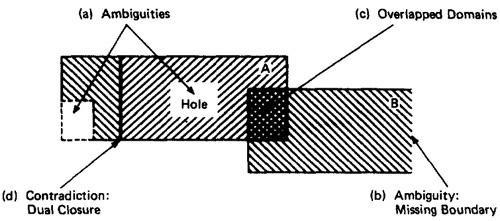 (a) Ambiguities
(c) Overlapped Domains
A
B
Hole
(d) Contradiction:
Dual Closure
(b) Ambiguity:
Missing Boundary